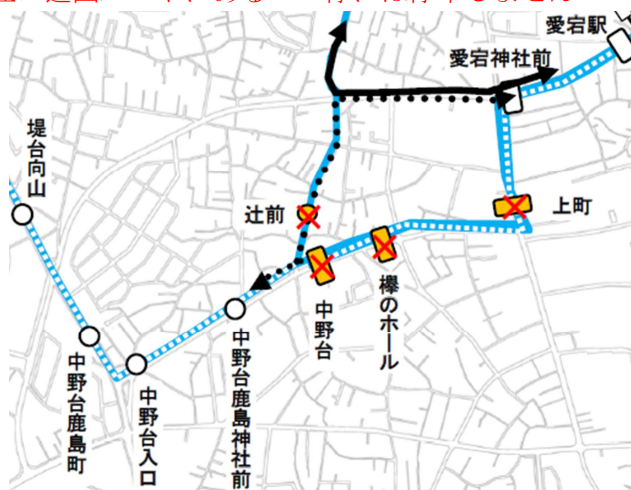 愛宕駅
愛宕神社前
堤台向山
辻前
上町
欅のホール
中野台
中野台鹿島神社前
中野台入口
中野台鹿島町